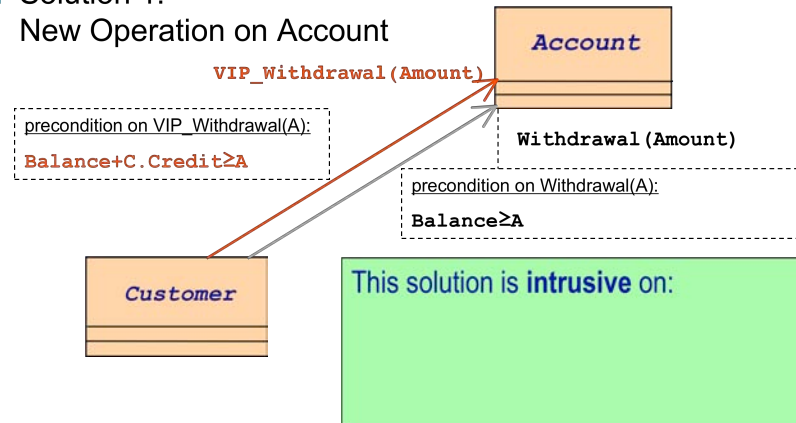 New Operation on Account
Account
VIP_Withdrawal(Amount)
precondition on VIP_Withdrawal(A):
Balance+C.Credit≥A
Withdrawal(Amount)
precondition on Withdrawal(A):
Balance≥A
Customer
This solution is intrusive on: